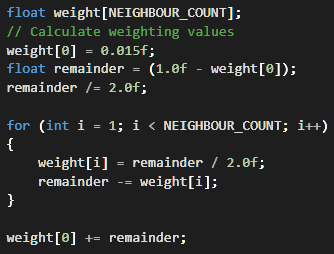 float weight[NEIGHBOUR_COUNT];
// Calculate weighting values
weight[0] = 0.015f;
float remainder = (1.0f - weight[0]);
remainder /= 2.0f;

for (int i = 1; i < NEIGHBOUR_COUNT; i++)
{
    weight[i] = remainder / 2.0f;
    remainder -= weight[i];
}

weight[0] += remainder;